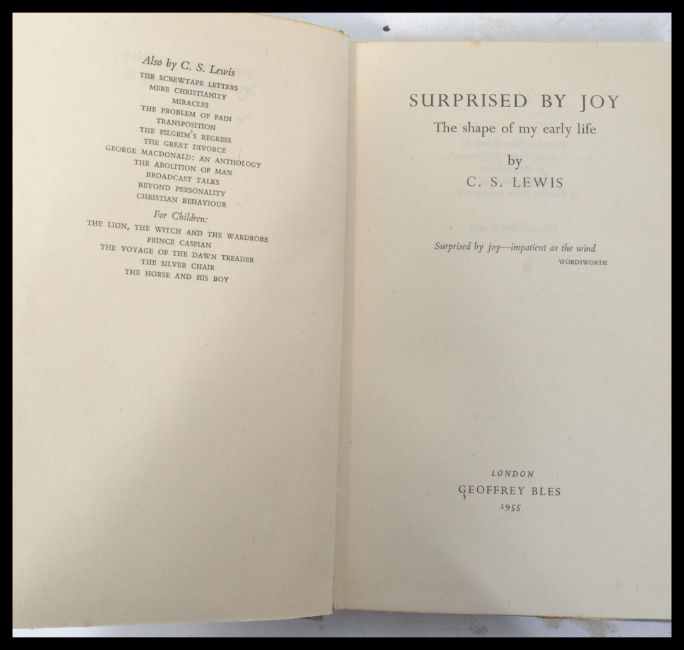 Also by C. S. Lewis
THE SCREWTAPE LETTERS
MERE CHRISTIANITY
MIRACLES
THE PROBLEM OF PAIN
TRANSPOSITION
THE PILGRIM'S REGRESS
THE GREAT DIVORCE
GEORGE MACDONALD: AN ANTHOLOGY
THE ABOLITION OF MAN
BROADCAST TALKS
BEYOND PERSONALITY
CHRISTIAN BEHAVIOUR
For Children:
THE LION, THE WITCH AND THE WARDROBE
PRINCE CASPIAN
THE VOYAGE OF THE DAWN TREADER
THE SILVER CHAIR
THE HORSE AND HIS BOY
SURPRISED BY JOY
The shape of my early life
by
C. S. LEWIS
Surprised by joy—impatient as the wind
WORDSWORTH
LONDON
GEOFFREY BLES
1955